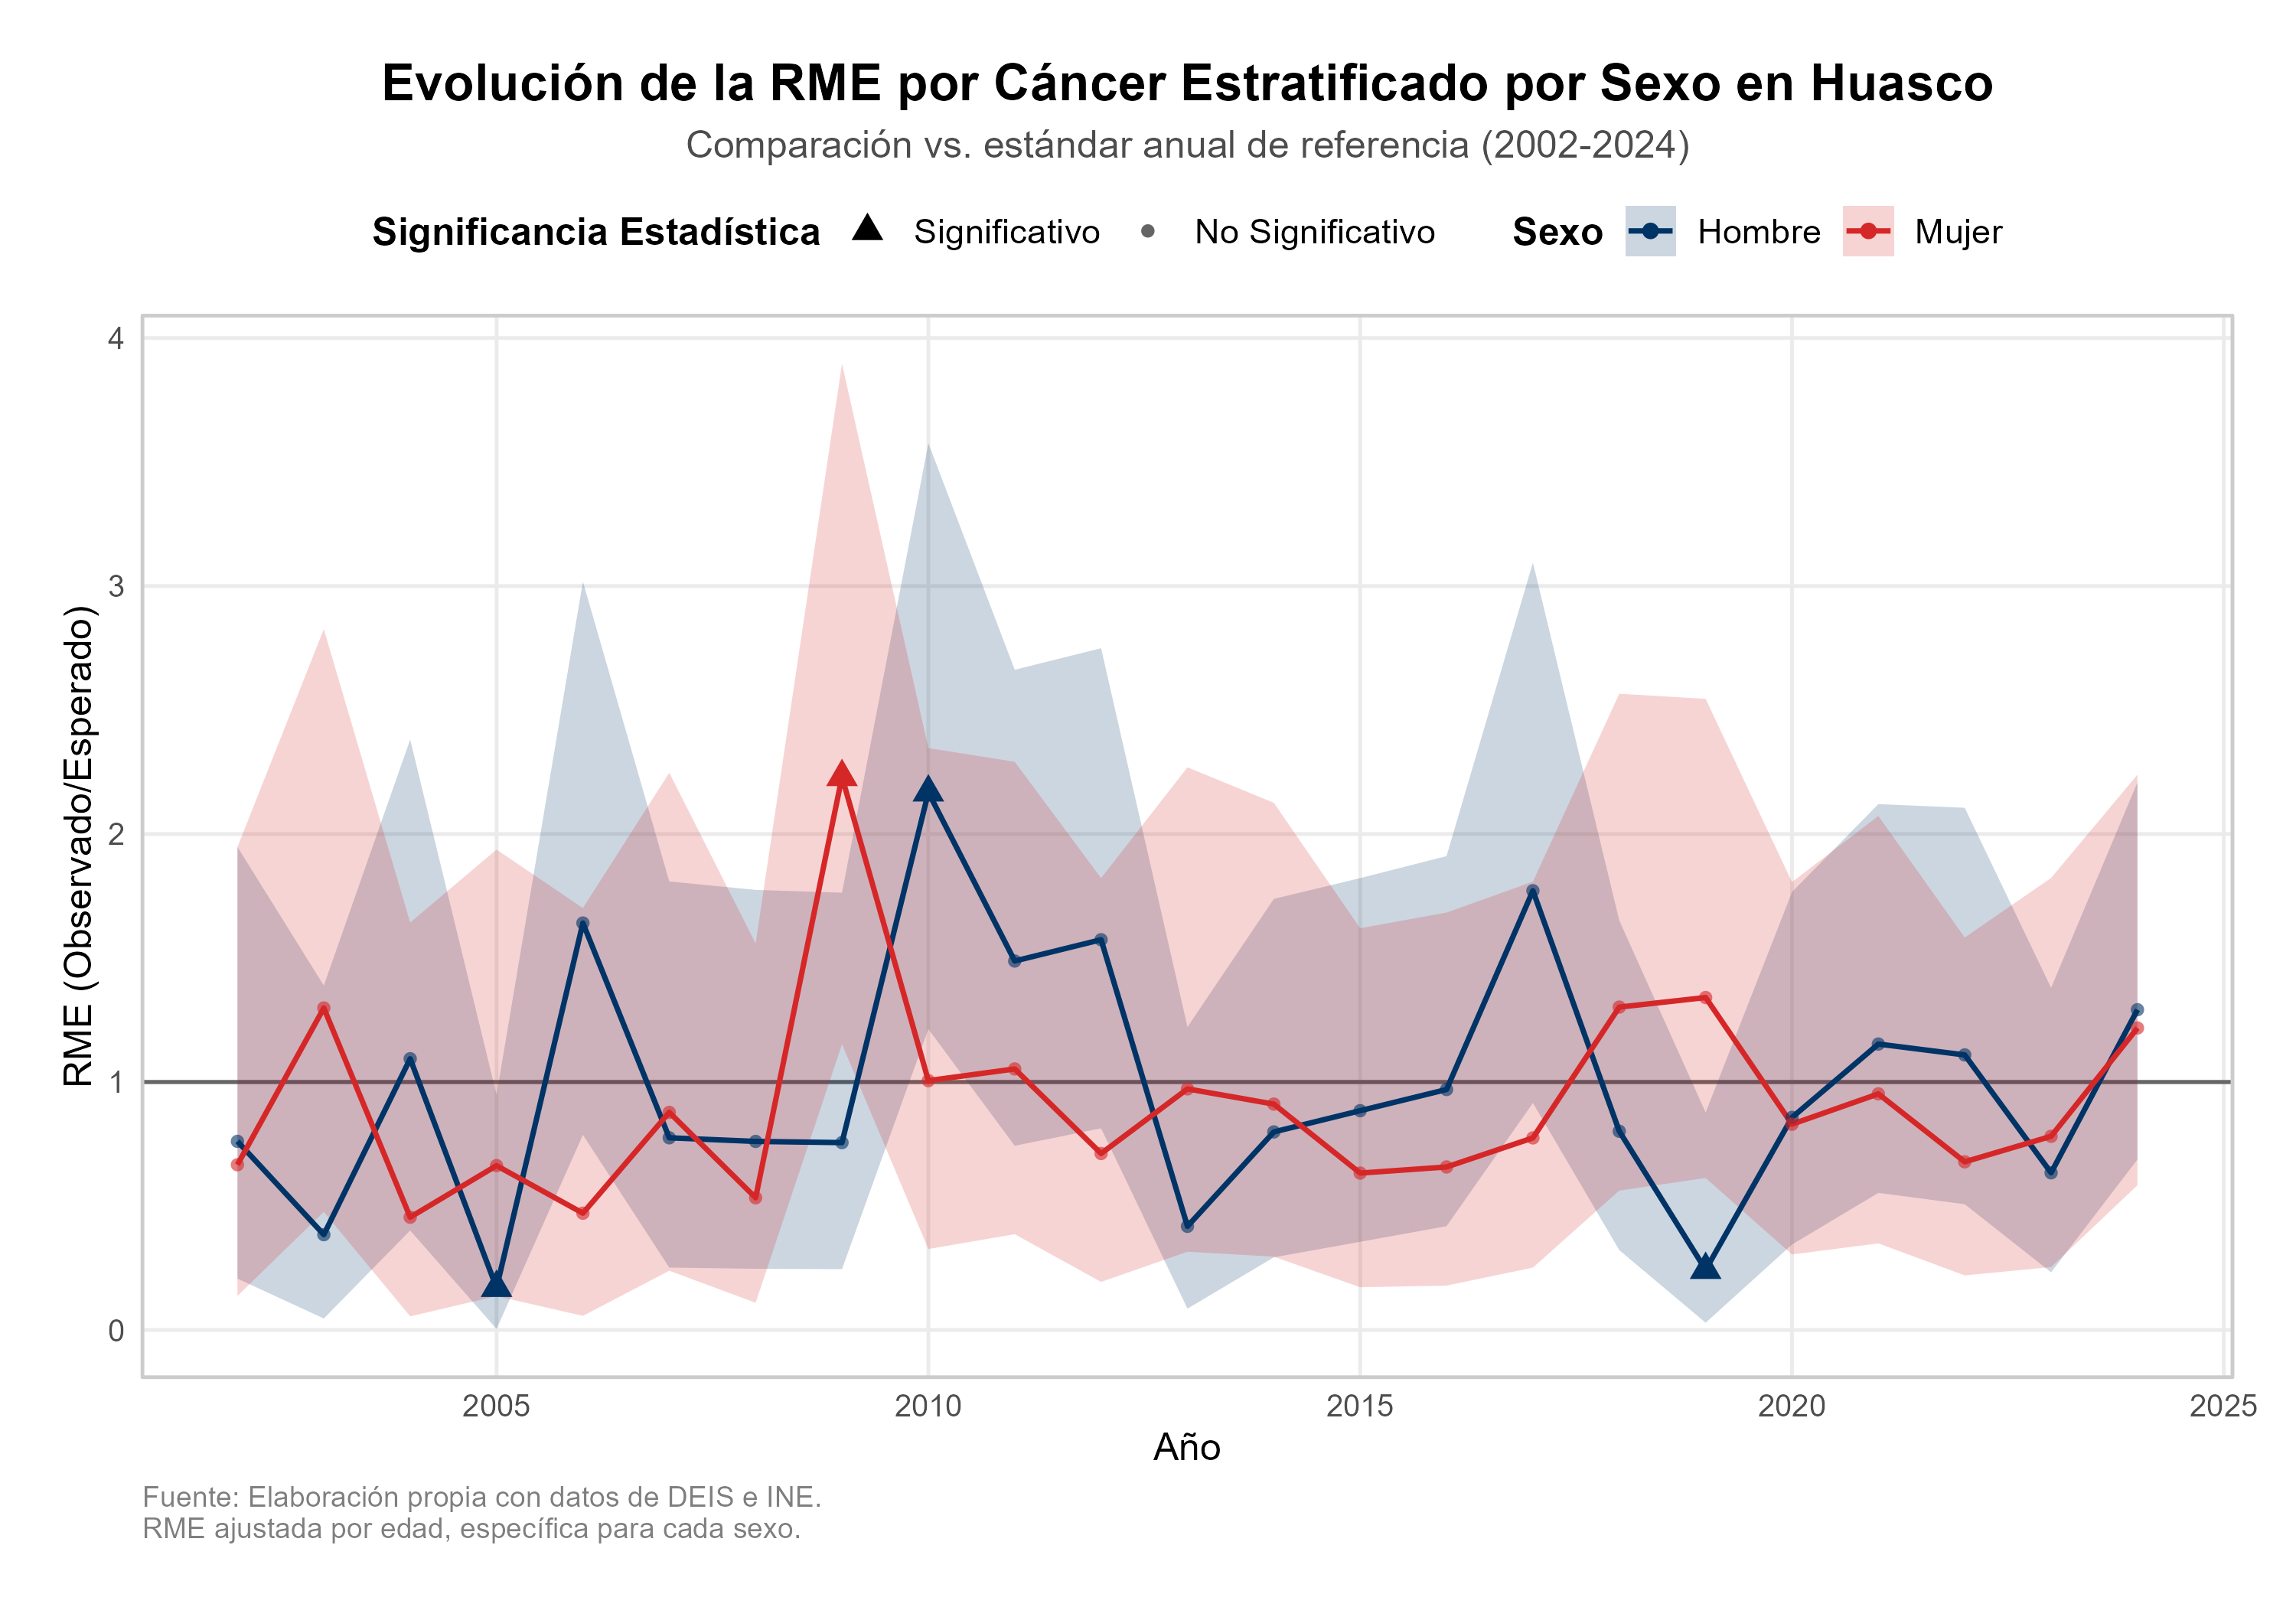 Evolución de la RME por Cáncer Estratificado por Sexo en Huasco
Comparación vs. estándar anual de referencia (2002-2024)
Significancia Estadística Significativo No Significativo Sexo Hombre Mujer
RME (Observado/Esperado)
4
3
2
1
0
2005 2010 2015 2020 2025
Año
Fuente: Elaboración propia con datos de DEIS e INE.
RME ajustada por edad, específica para cada sexo.